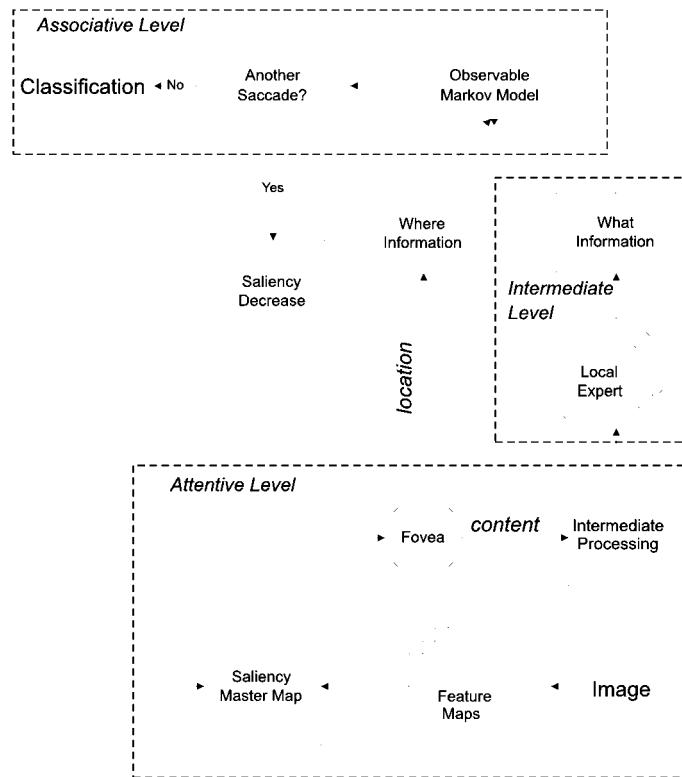 Associative Level
Classification
No
Another
Saccade?
Observable
Markov Model
Yes
Where
Information
What
Information
Saliency
Decrease
Intermediate
Level
location
Local
Expert
Attentive Level
Fovea
content
Intermediate
Processing
Saliency
Master Map
Feature
Maps
Image